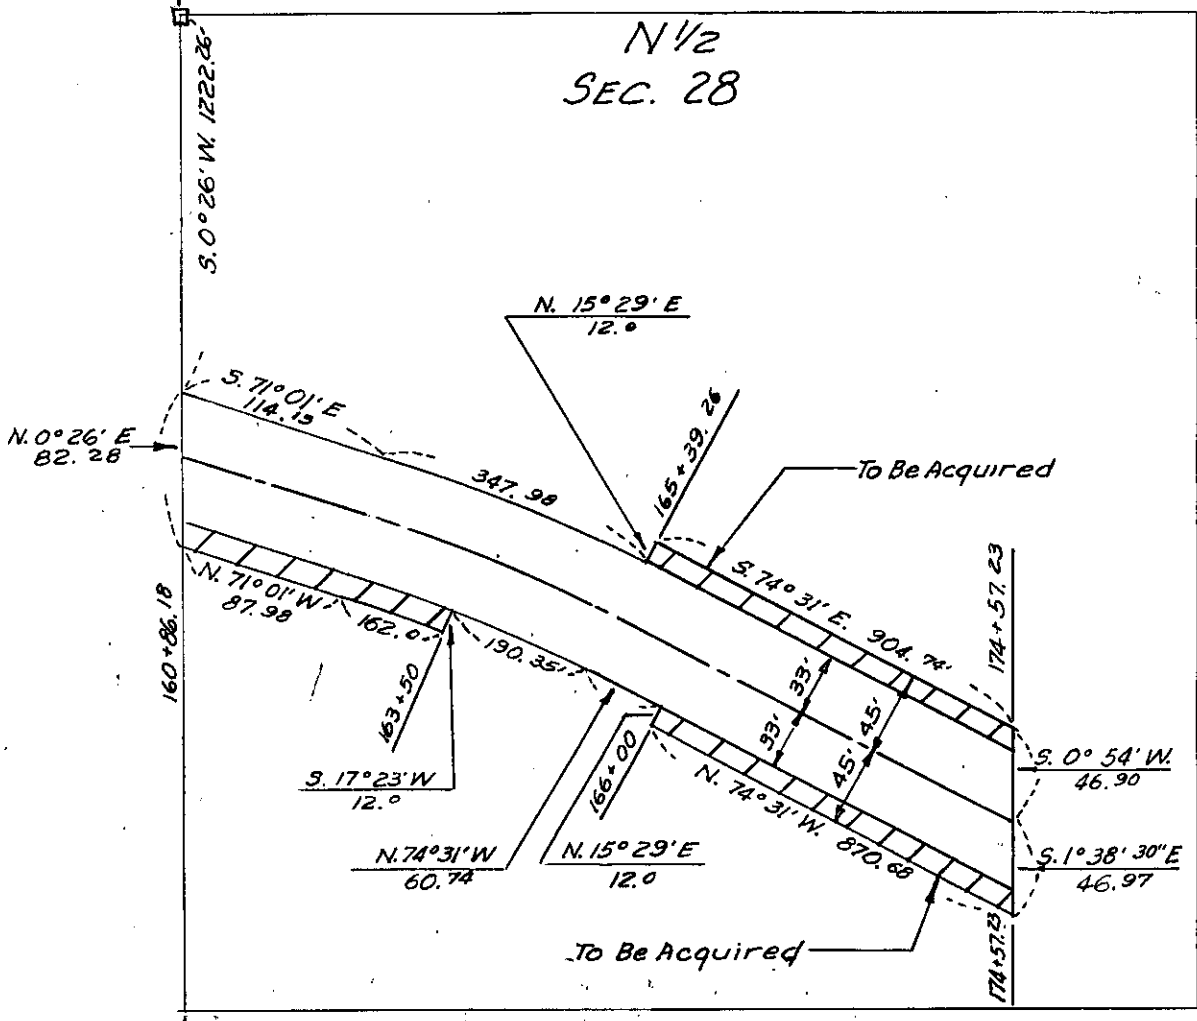 N 1/2
SEC. 28
S. 0° 26' W. 1222.26'
N. 15° 29' E
12.0
S. 71° 01' E
114.15
N. 0° 26' E
82.28
347.98
165+39.26
To Be Acquired
S. 74° 31' E. 904.74'
174+57.23
N. 71° 01' W
87.98
162.0'
190.35'
160+86.18
163+50
33'
33'
45'
45'
S. 0° 54' W.
46.90
S. 17° 23' W
12.0
166+00
N. 74° 31' W. 870.68
N. 74° 31' W
60.74
N. 15° 29' E
12.0
S. 1° 38' 30" E
46.97
To Be Acquired
174+57.23